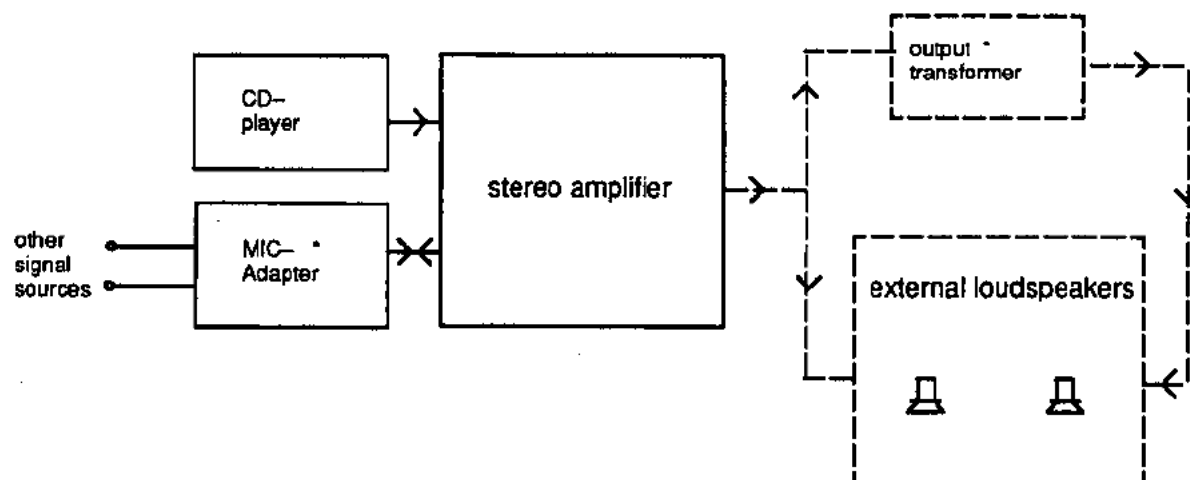 CD–
player
MIC– *
Adapter
other
signal
sources
stereo amplifier
output *
transformer
external loudspeakers